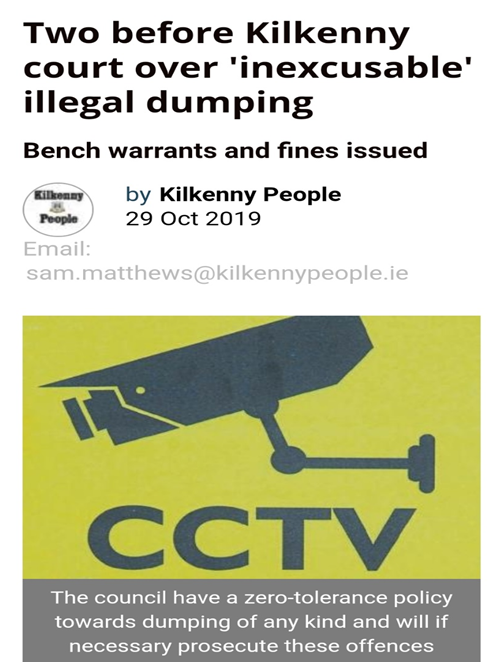 Two before Kilkenny
court over 'inexcusable'
illegal dumping
Bench warrants and fines issued
Kilkenny
People
by Kilkenny People
29 Oct 2019
Email:
sam.matthews@kilkennypeople.ie
CCTV
The council have a zero-tolerance policy
towards dumping of any kind and will if
necessary prosecute these offences